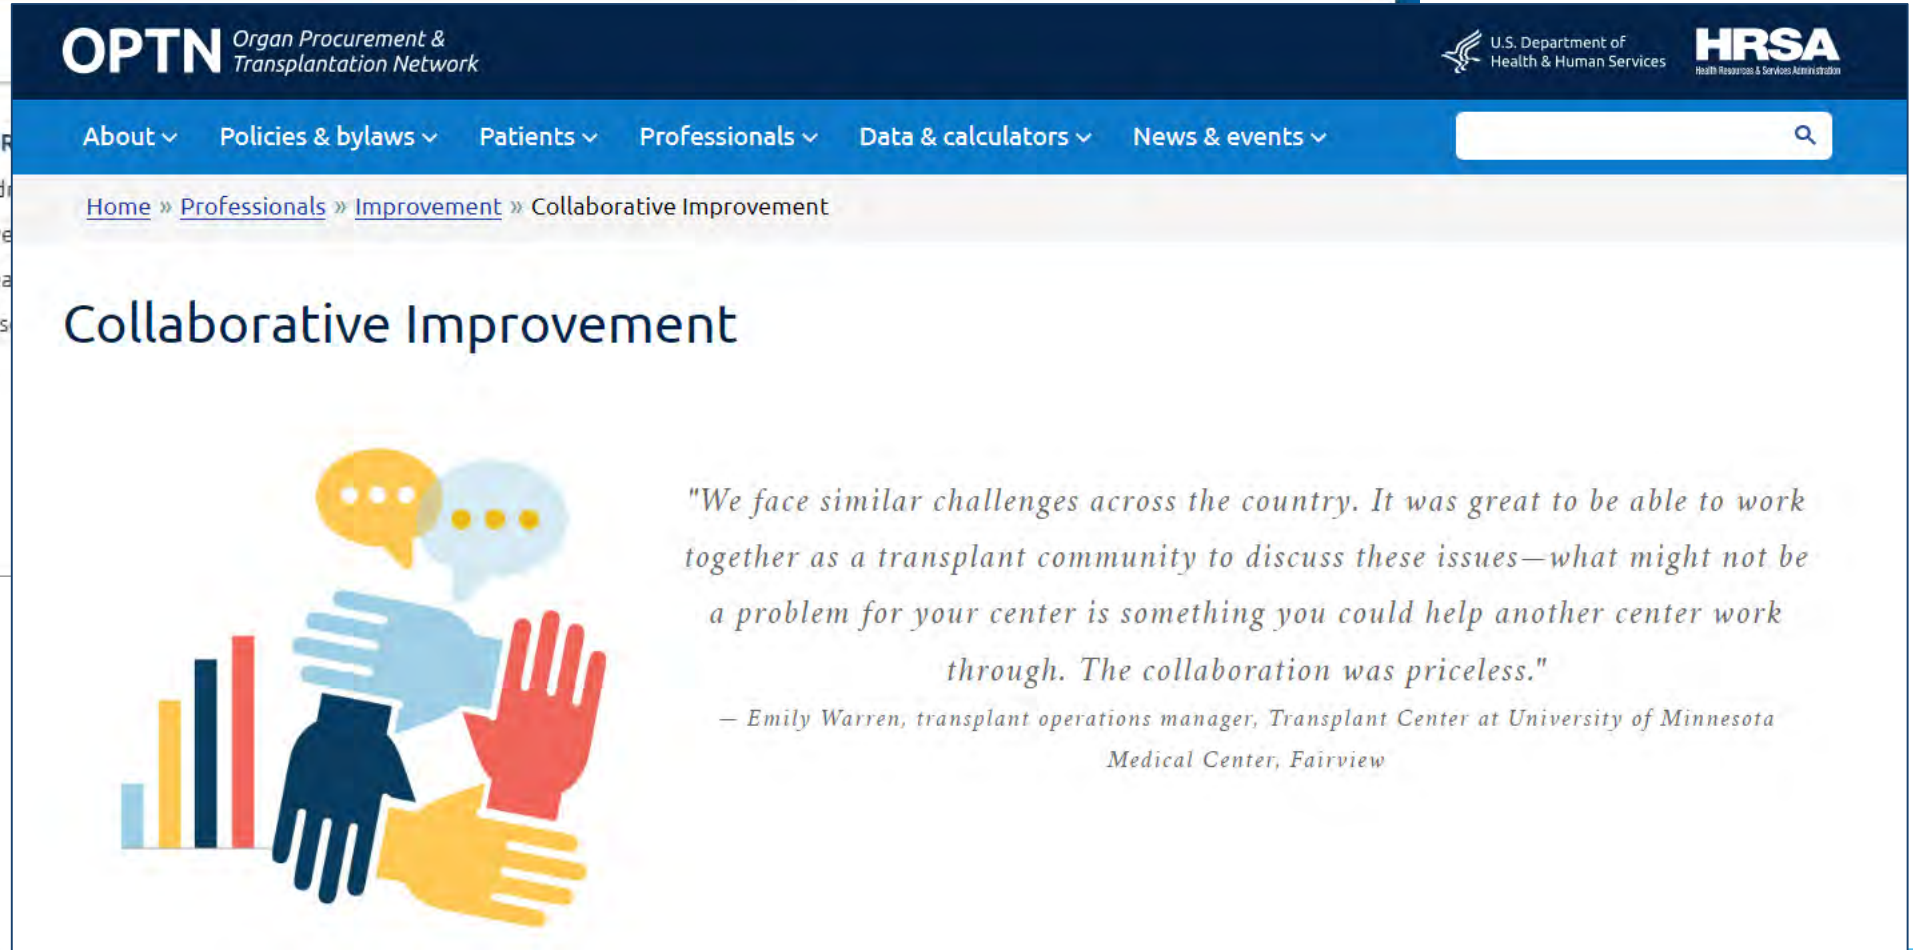 OPTN Organ Procurement &
Transplantation Network
U.S. Department of
Health & Human Services
HRSA
Health Resources & Services Administration
About
Policies & bylaws
Patients
Professionals
Data & calculators
News & events
Home » Professionals » Improvement » Collaborative Improvement
Collaborative Improvement
"We face similar challenges across the country. It was great to be able to work
together as a transplant community to discuss these issues—what might not be
a problem for your center is something you could help another center work
through. The collaboration was priceless."
— Emily Warren, transplant operations manager, Transplant Center at University of Minnesota
Medical Center, Fairview